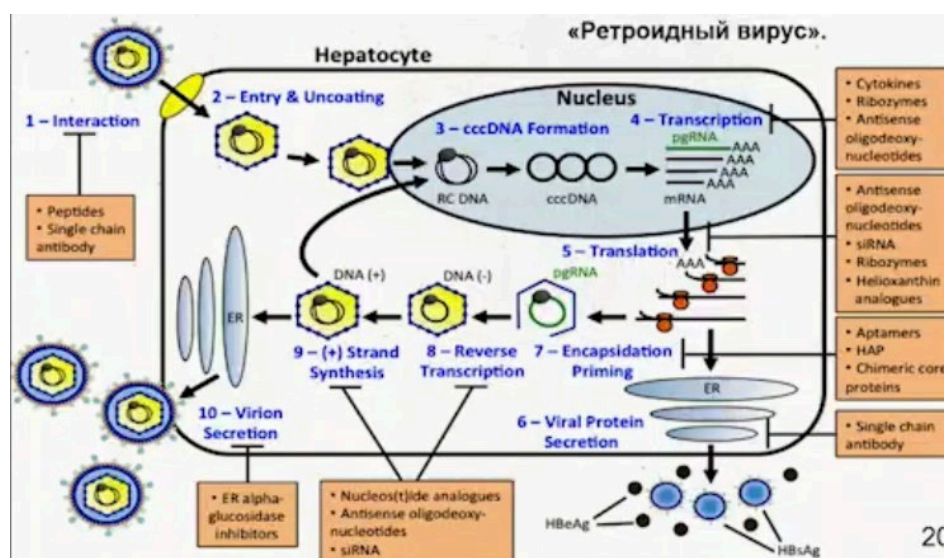 «Ретроидный вирус».
Hepatocyte
Nucleus
1 – Interaction
• Peptides
• Single chain
antibody
2 – Entry & Uncoating
3 – cccDNA Formation
RC DNA
cccDNA
4 – Transcription
pgRNA
AAA
AAA
AAA
AAA
mRNA
• Cytokines
• Ribozymes
• Antisense
oligodeoxy-
nucleotides
5 – Translation
AAA
• Antisense
oligodeoxy-
nucleotides
• siRNA
• Ribozymes
• Helioxanthin
analogues
DNA (+)
DNA (-)
pgRNA
ER
9 – (+) Strand
Synthesis
8 – Reverse
Transcription
7 – Encapsidation
Priming
• Aptamers
• HAP
• Chimeric core
proteins
ER
6 – Viral Protein
Secretion
• Single chain
antibody
10 – Virion
Secretion
• ER alpha-
glucosidase
inhibitors
• Nucleos(t)ide analogues
• Antisense oligodeoxy-
nucleotides
• siRNA
HBeAg
HBsAg
20